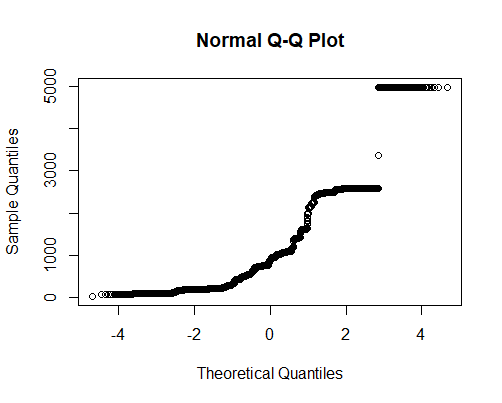 Normal Q-Q Plot
Sample Quantiles
5000
3000
1000
0
-4 -2 0 2 4
Theoretical Quantiles